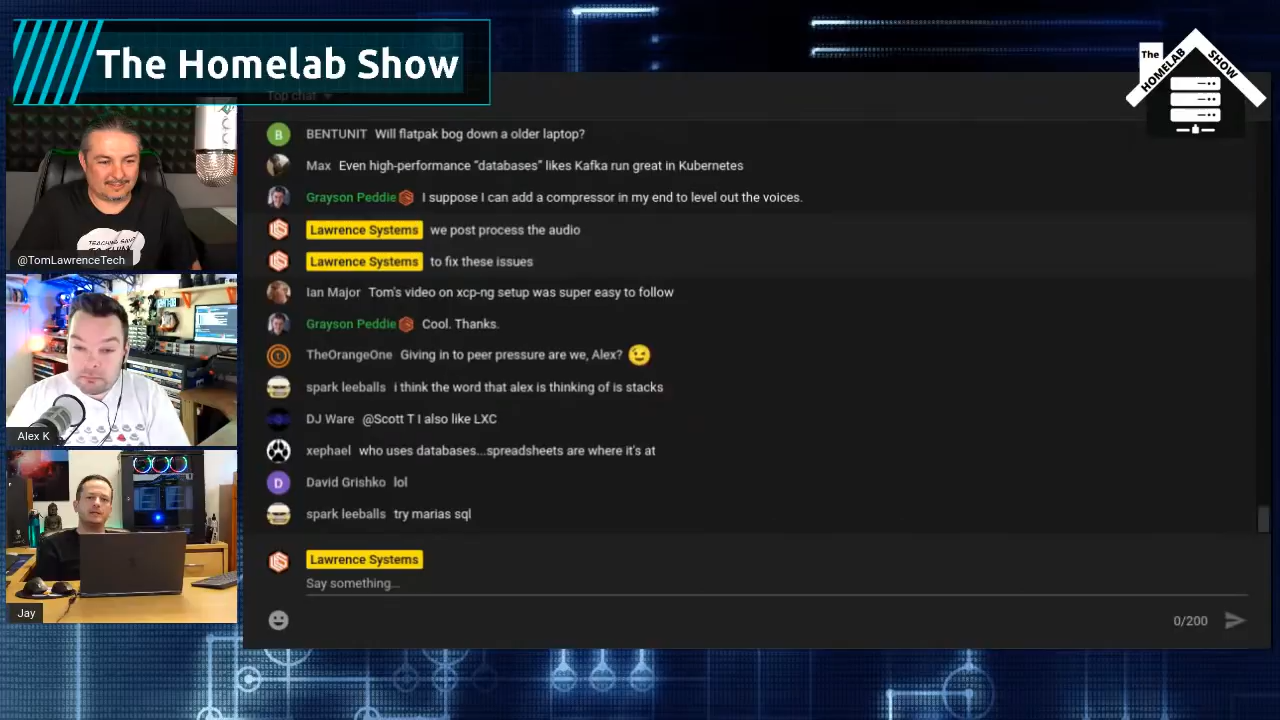 The Homelab Show
The
HOMELAB
SHOW
Top chat
@TomLawrenceTech
Alex K
Jay
BENTUNIT Will flatpak bog down a older laptop?
Max Even high-performance “databases” likes Kafka run great in Kubernetes
Grayson Peddie I suppose I can add a compressor in my end to level out the voices.
Lawrence Systems we post process the audio
Lawrence Systems to fix these issues
Ian Major Tom's video on xcp-ng setup was super easy to follow
Grayson Peddie Cool. Thanks.
TheOrangeOne Giving in to peer pressure are we, Alex? 😉
spark leeballs i think the word that alex is thinking of is stacks
DJ Ware @Scott T I also like LXC
xephael who uses databases...spreadsheets are where it's at
David Grishko lol
spark leeballs try marias sql
Lawrence Systems
Say something...
0/200